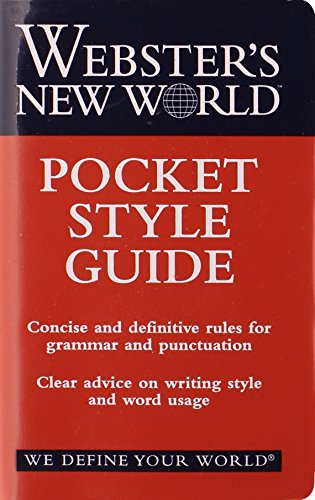 WEBSTER'S
NEW WORLD™
POCKET
STYLE
GUIDE
Concise and definitive rules for
grammar and punctuation
Clear advice on writing style
and word usage
WE DEFINE YOUR WORLD®